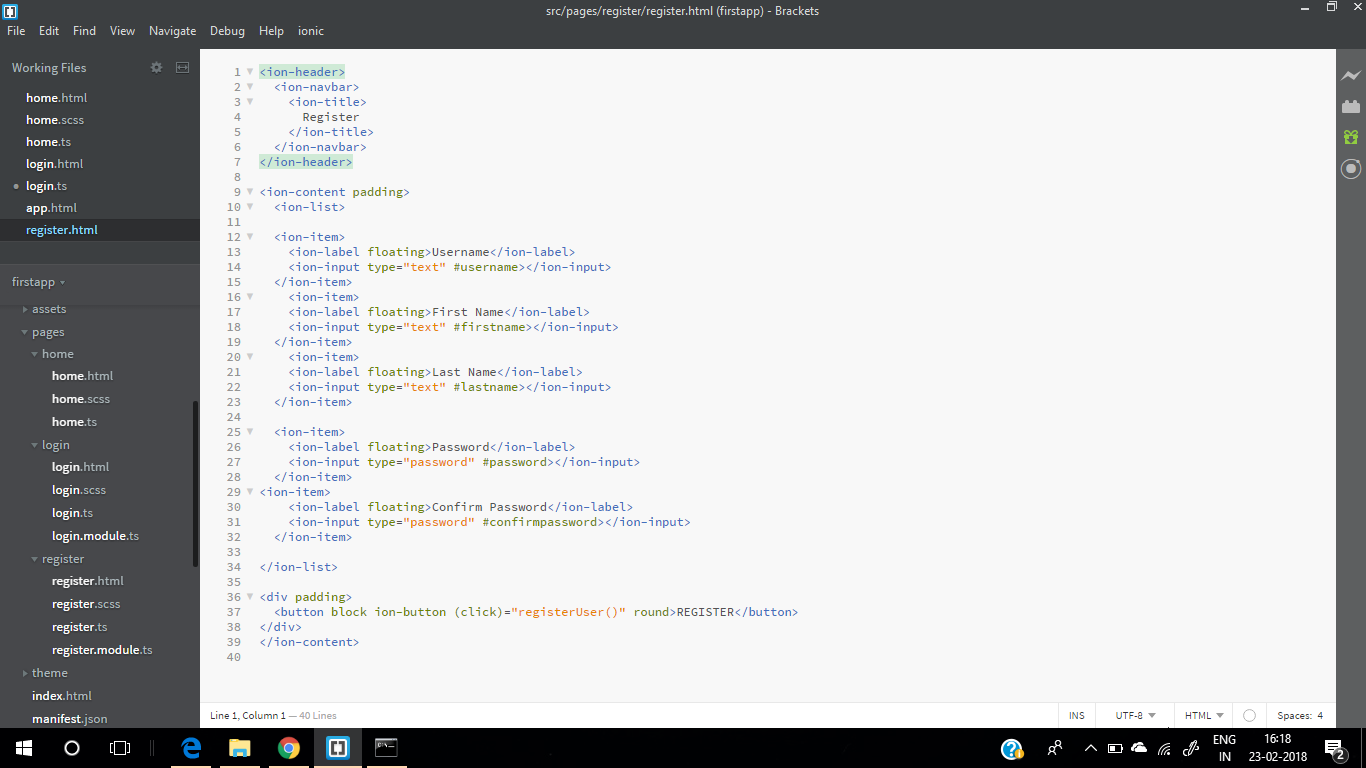 src/pages/register/register.html (firstapp) - Brackets
File Edit Find View Navigate Debug Help ionic
Working Files
home.html
home.scss
home.ts
login.html
login.ts
app.html
register.html
firstapp
assets
pages
home
home.html
home.scss
home.ts
login
login.html
login.scss
login.ts
login.module.ts
register
register.html
register.scss
register.ts
register.module.ts
theme
index.html
manifest.json
1 <ion-header>
2 <ion-navbar>
3 <ion-title>
4 Register
5 </ion-title>
6 </ion-navbar>
7 </ion-header>
8
9 <ion-content padding>
10 <ion-list>
11
12 <ion-item>
13 <ion-label floating>Username</ion-label>
14 <ion-input type="text" #username></ion-input>
15 </ion-item>
16 <ion-item>
17 <ion-label floating>First Name</ion-label>
18 <ion-input type="text" #firstname></ion-input>
19 </ion-item>
20 <ion-item>
21 <ion-label floating>Last Name</ion-label>
22 <ion-input type="text" #lastname></ion-input>
23 </ion-item>
24
25 <ion-item>
26 <ion-label floating>Password</ion-label>
27 <ion-input type="password" #password></ion-input>
28 </ion-item>
29 <ion-item>
30 <ion-label floating>Confirm Password</ion-label>
31 <ion-input type="password" #confirmpassword></ion-input>
32 </ion-item>
33
34 </ion-list>
35
36 <div padding>
37 <button block ion-button (click)="registerUser()" round>REGISTER</button>
38 </div>
39 </ion-content>
40
Line 1, Column 1 — 40 Lines
INS UTF-8 HTML Spaces: 4
ENG 16:18
IN 23-02-2018 2